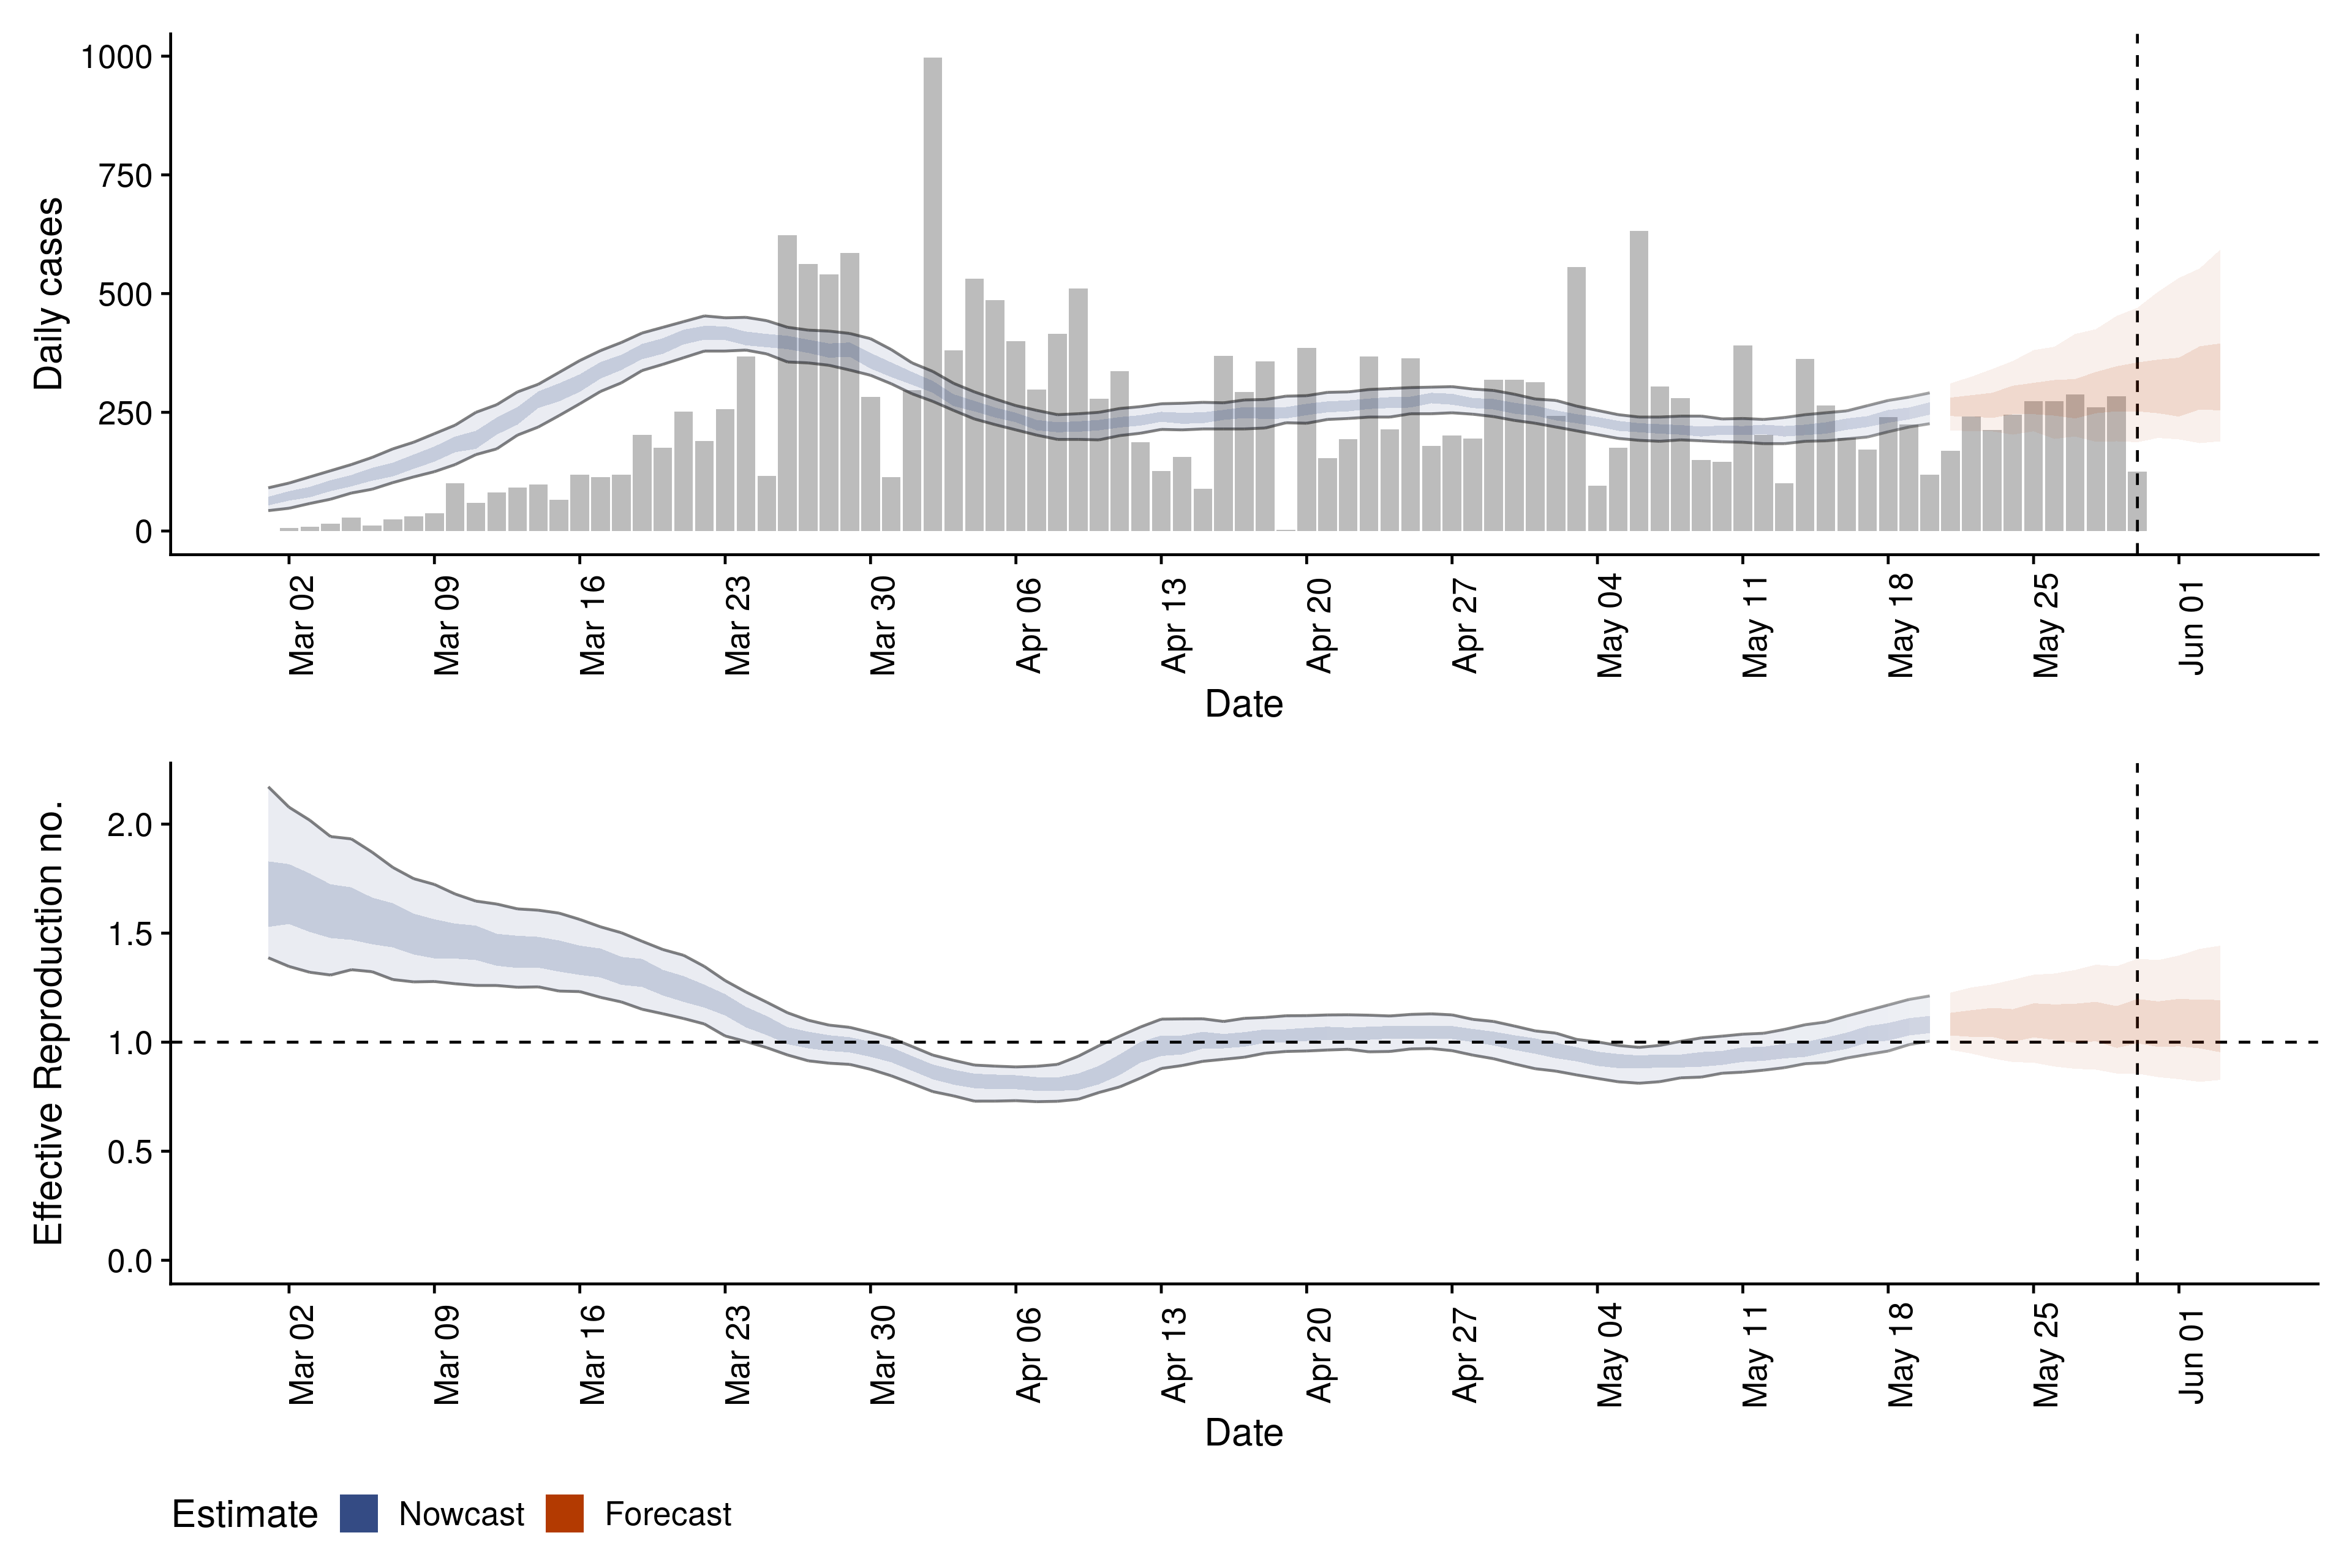 Daily cases
1000
750
500
250
0
Mar 02
Mar 09
Mar 16
Mar 23
Mar 30
Apr 06
Apr 13
Apr 20
Apr 27
May 04
May 11
May 18
May 25
Jun 01
Date
Effective Reproduction no.
2.0
1.5
1.0
0.5
0.0
Mar 02
Mar 09
Mar 16
Mar 23
Mar 30
Apr 06
Apr 13
Apr 20
Apr 27
May 04
May 11
May 18
May 25
Jun 01
Date
Estimate Nowcast Forecast